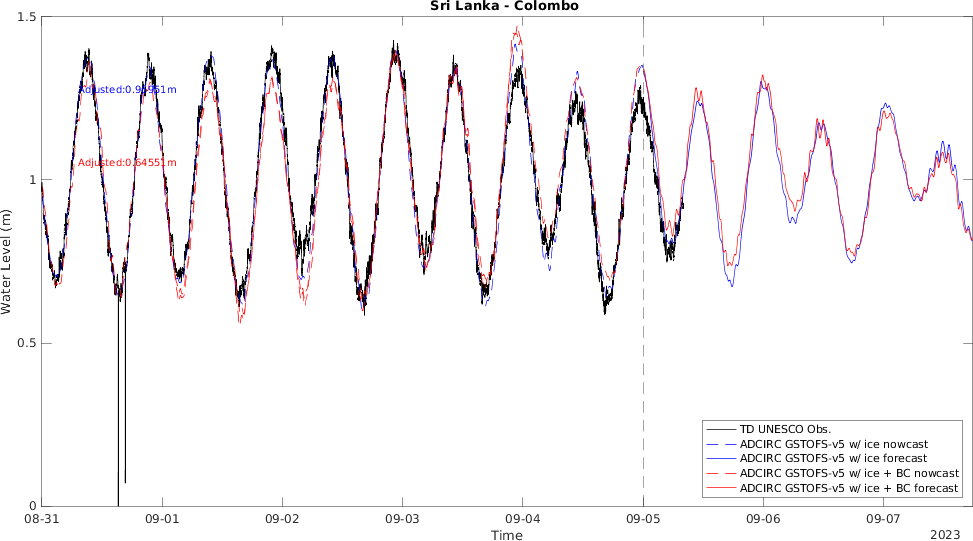 Sri Lanka - Colombo
1.5
1
0.5
0
Water Level (m)
Adjusted:0.64551m
08-31 09-01 09-02 09-03 09-04 09-05 09-06 09-07
Time
2023
TD UNESCO Obs.
ADCIRC GSTOFS-v5 w/ ice nowcast
ADCIRC GSTOFS-v5 w/ ice forecast
ADCIRC GSTOFS-v5 w/ ice + BC nowcast
ADCIRC GSTOFS-v5 w/ ice + BC forecast